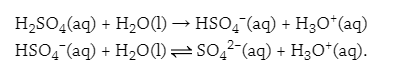 H₂SO₄(aq) + H₂O(l) → HSO₄⁻(aq) + H₃O⁺(aq)
HSO₄⁻(aq) + H₂O(l) ⇌ SO₄²⁻(aq) + H₃O⁺(aq).